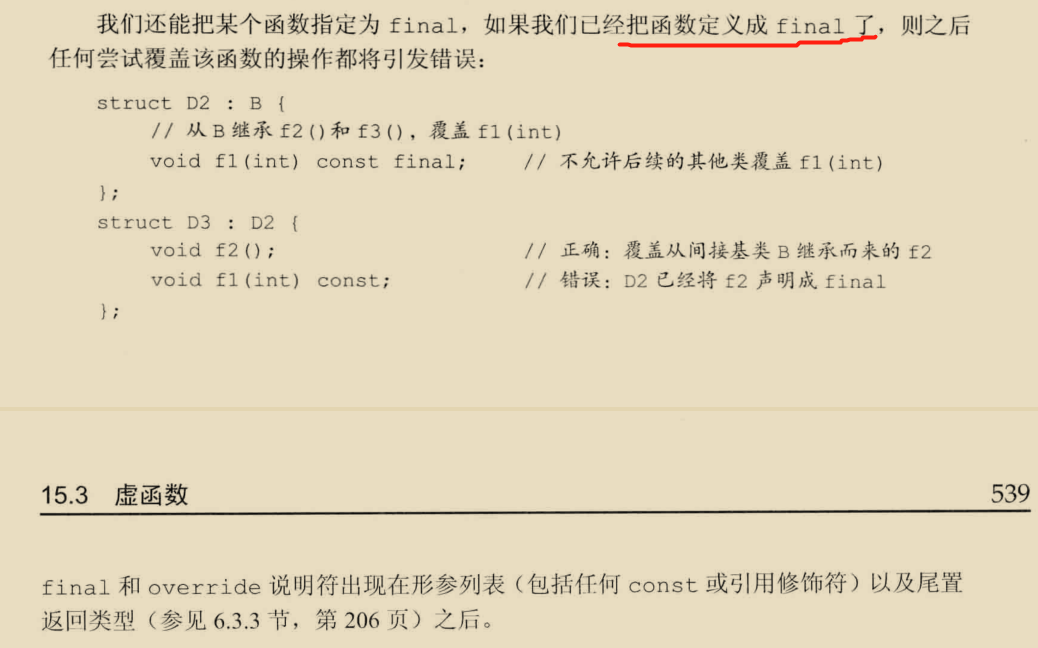 我们还能把某个函数指定为 final，如果我们已经把函数定义成 final 了，则之后
任何尝试覆盖该函数的操作都将引发错误：
struct D2 : B {
// 从 B 继承 f2()和 f3()，覆盖 f1(int)
void f1(int) const final; // 不允许后续的其他类覆盖 f1(int)
};
struct D3 : D2 {
void f2(); // 正确：覆盖从间接基类 B 继承而来的 f2
void f1(int) const; // 错误：D2 已经将 f2 声明成 final
};
15.3 虚函数 539
final 和 override 说明符出现在形参列表（包括任何 const 或引用修饰符）以及尾置
返回类型（参见 6.3.3 节，第 206 页）之后。